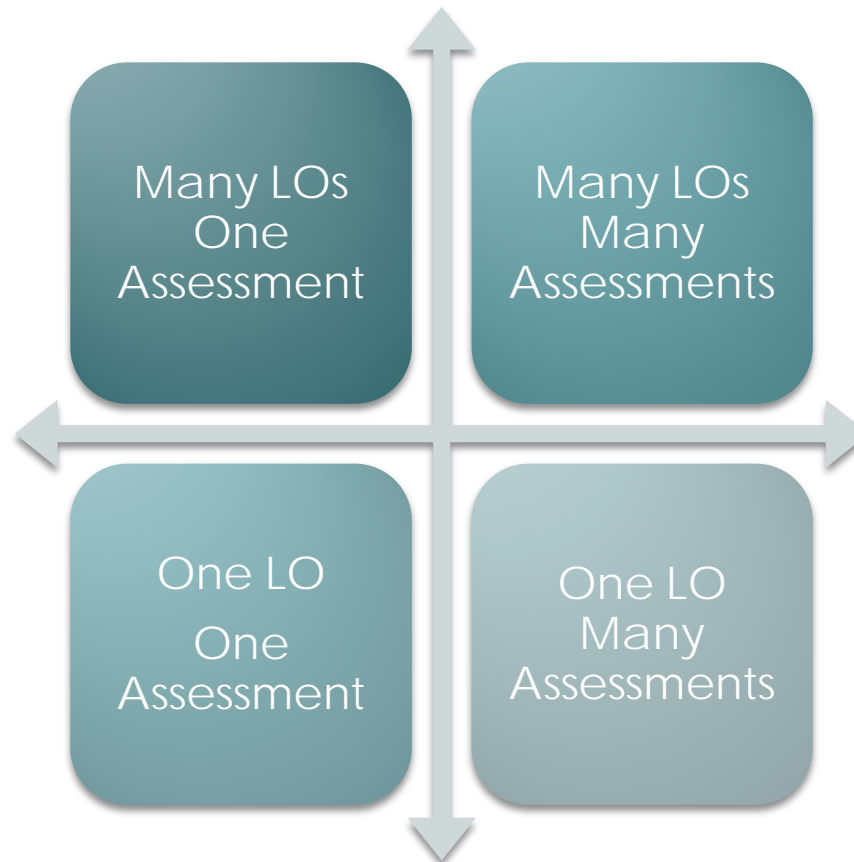 Many LOs
One
Assessment
Many LOs
Many
Assessments
One LO
One
Assessment
One LO
Many
Assessments